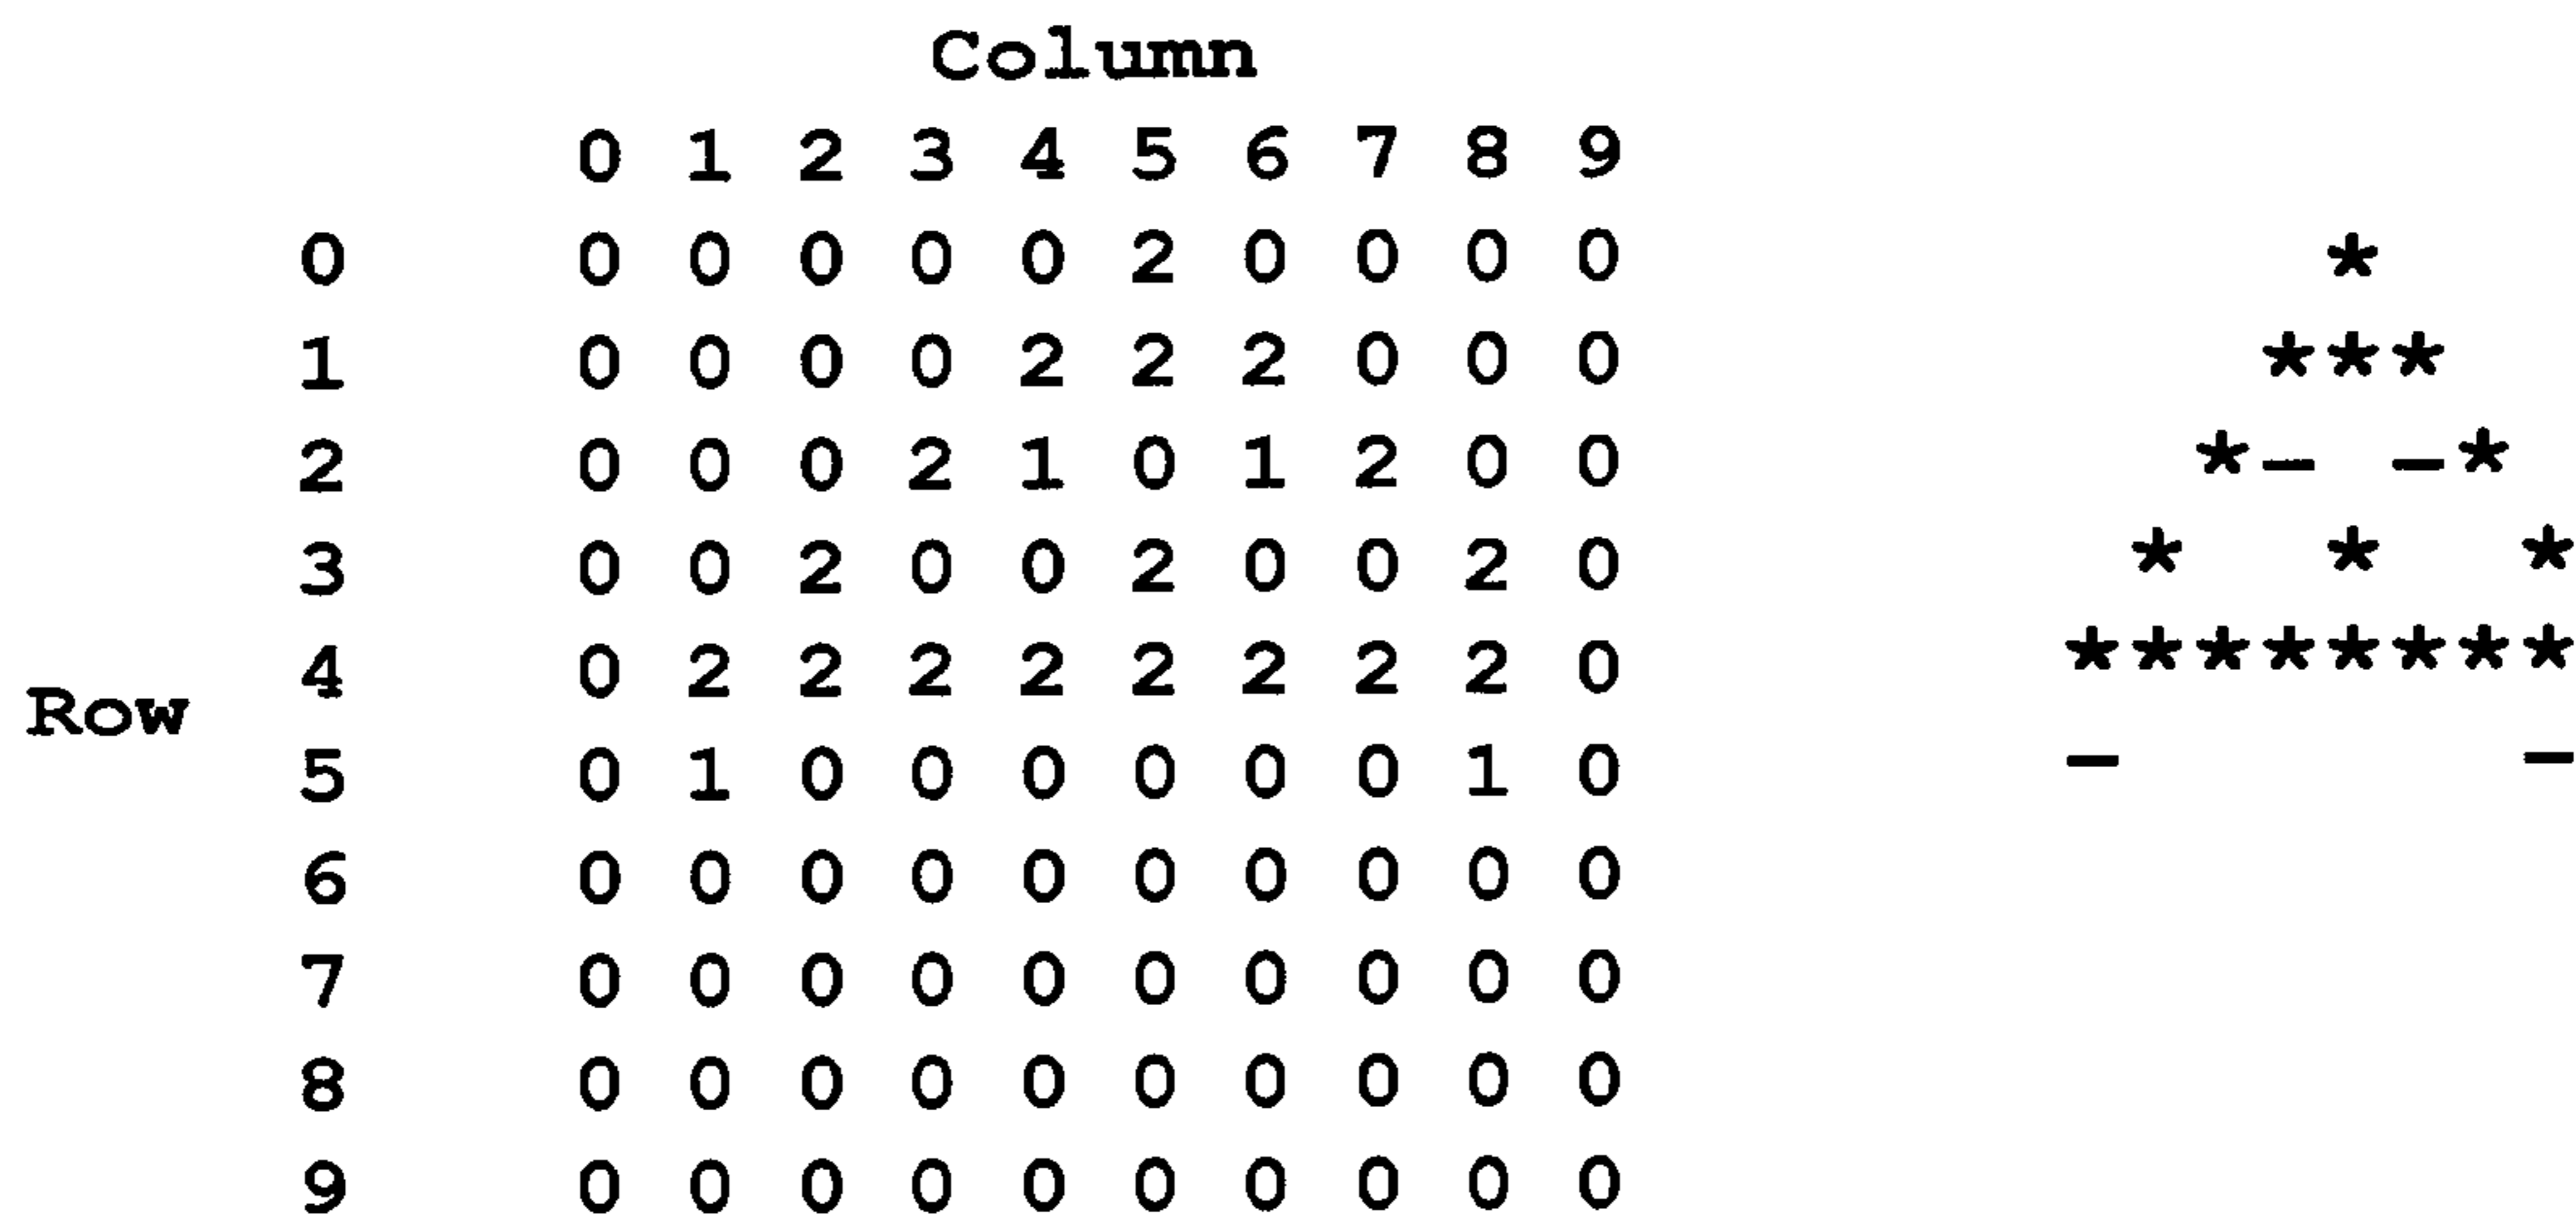 Column
0 1 2 3 4 5 6 7 8 9
0 0 0 0 0 0 2 0 0 0 0 *
1 0 0 0 0 2 2 2 0 0 0 ***
2 0 0 0 2 1 0 1 2 0 0 *- -*
3 0 0 2 0 0 2 0 0 2 0 * * *
4 0 2 2 2 2 2 2 2 2 0 ********
Row
5 0 1 0 0 0 0 0 0 1 0 - -
6 0 0 0 0 0 0 0 0 0 0
7 0 0 0 0 0 0 0 0 0 0
8 0 0 0 0 0 0 0 0 0 0
9 0 0 0 0 0 0 0 0 0 0